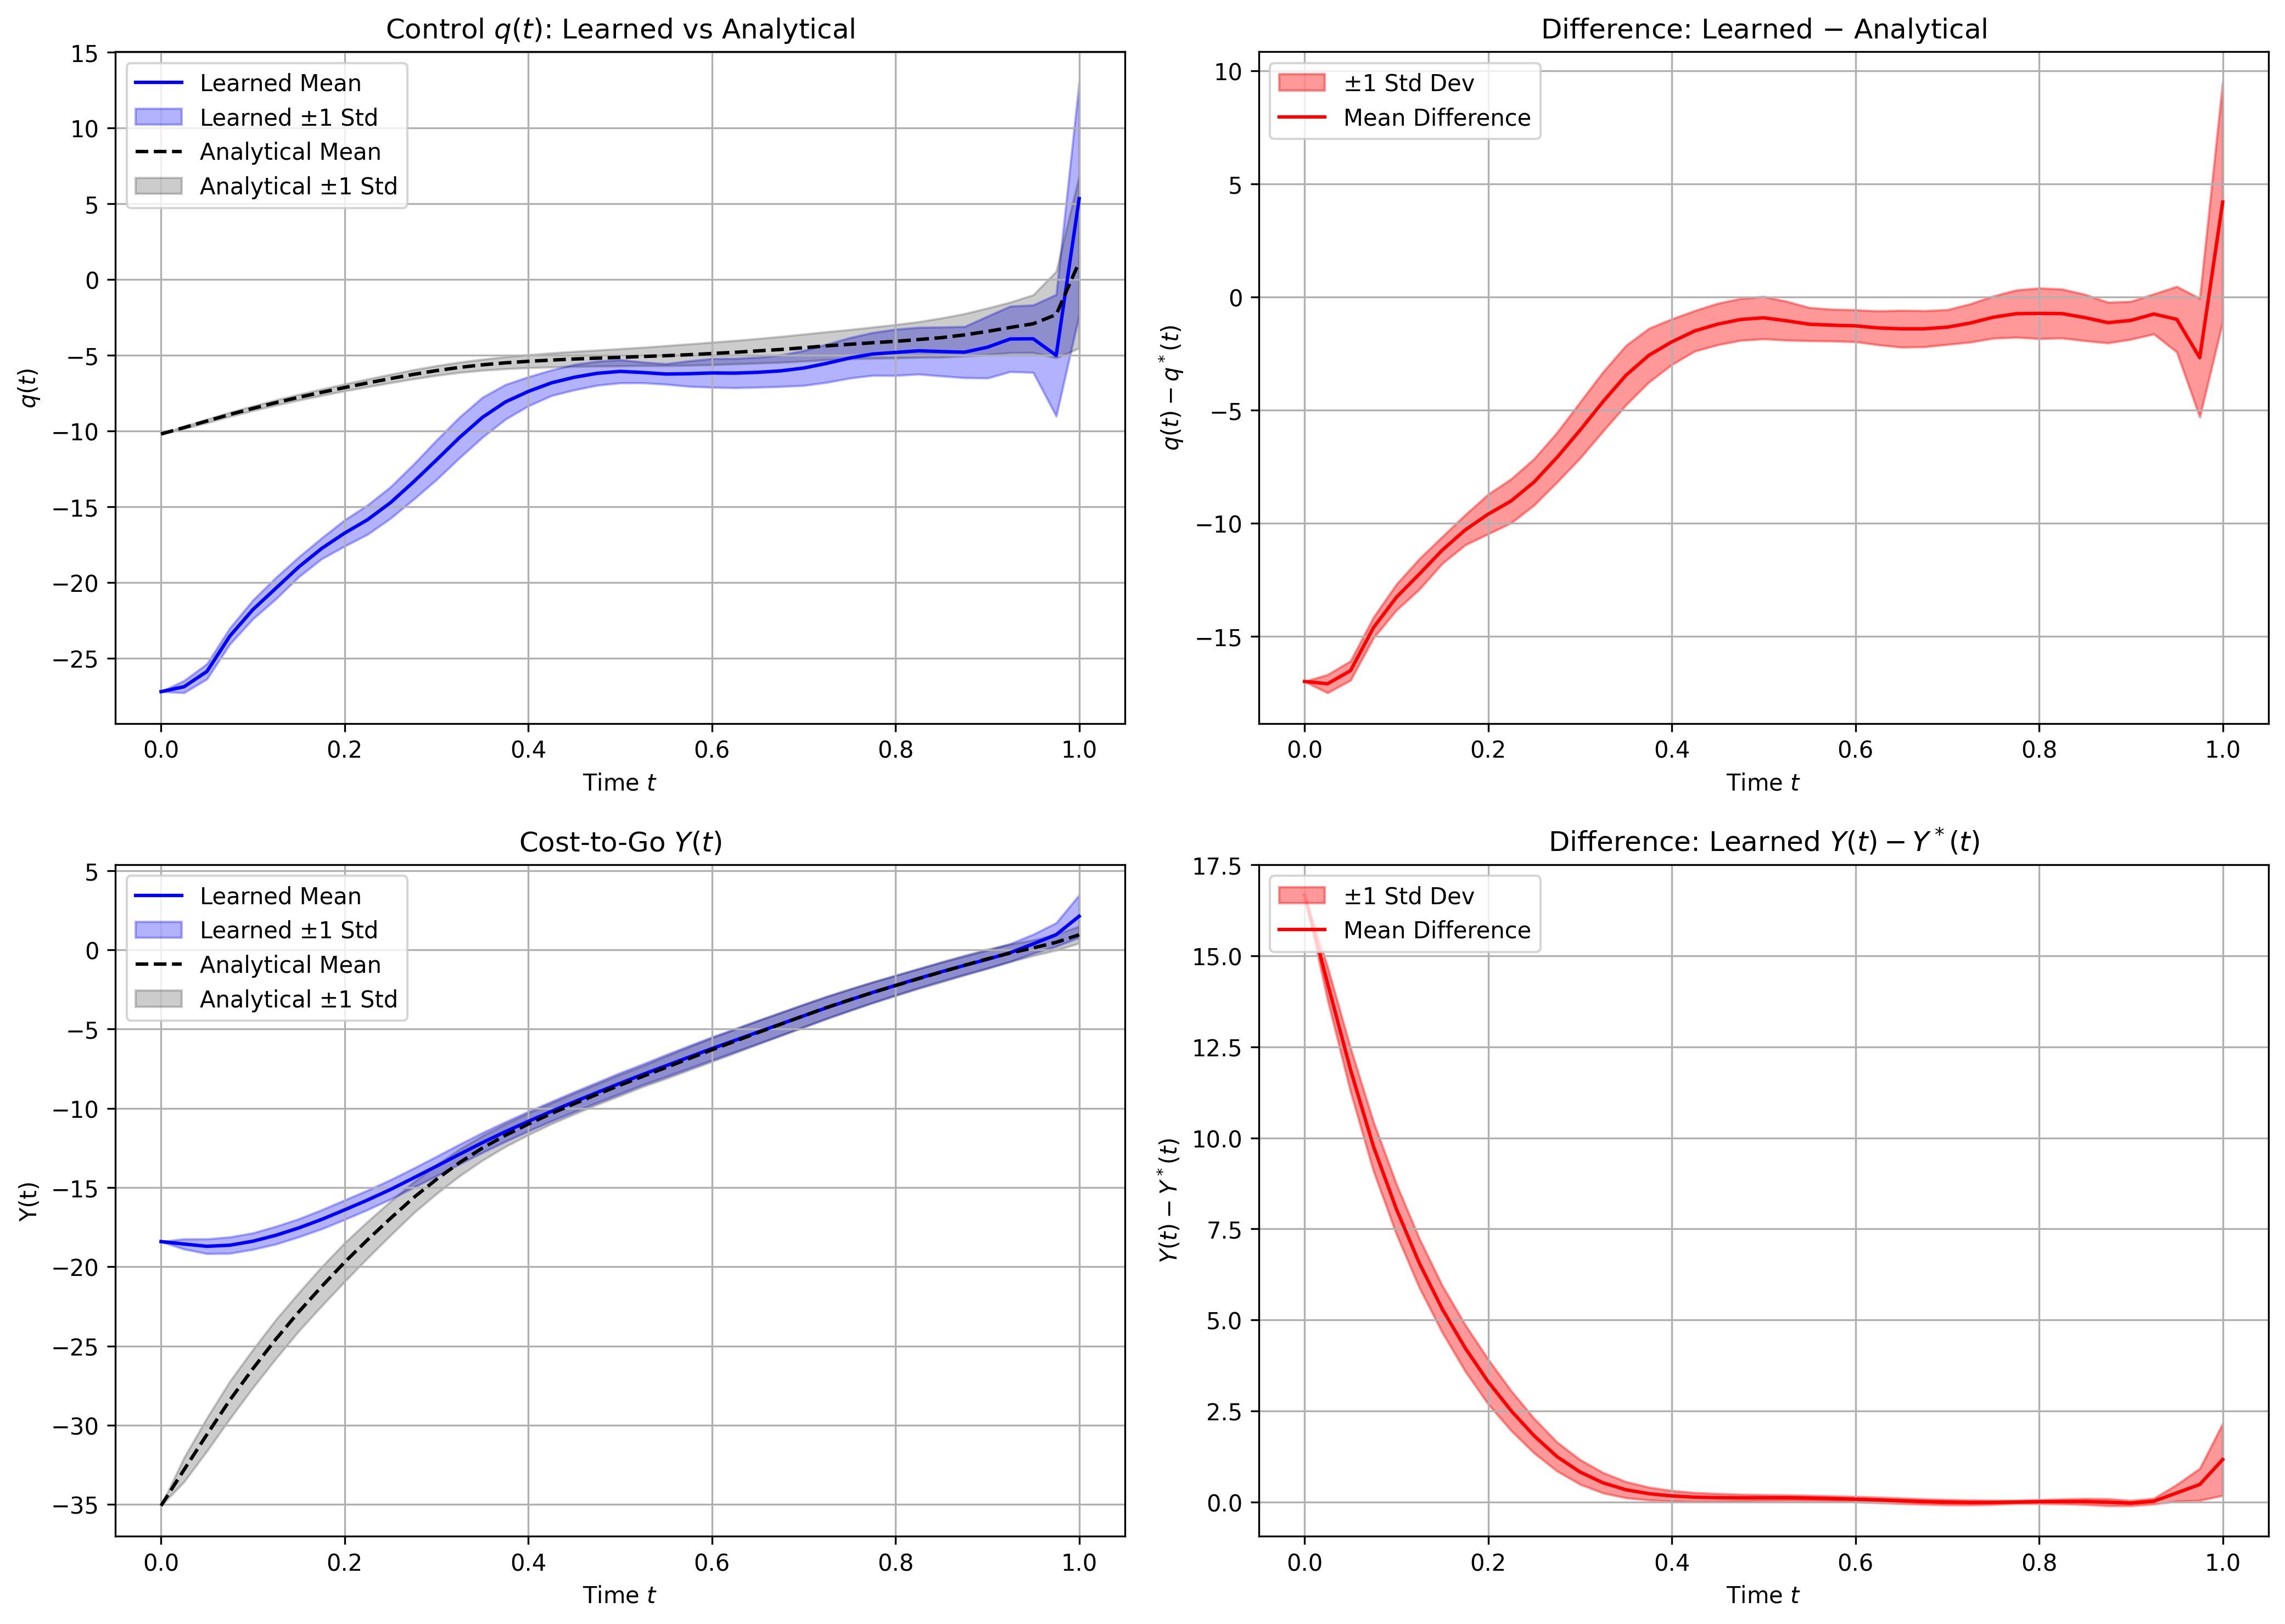 Control q(t): Learned vs Analytical
Learned Mean
Learned ±1 Std
Analytical Mean
Analytical ±1 Std
q(t)
15
10
5
0
−5
−10
−15
−20
−25
0.0 0.2 0.4 0.6 0.8 1.0
Time t
Difference: Learned − Analytical
±1 Std Dev
Mean Difference
q(t) − q*(t)
10
5
0
−5
−10
−15
0.0 0.2 0.4 0.6 0.8 1.0
Time t
Cost-to-Go Y(t)
Learned Mean
Learned ±1 Std
Analytical Mean
Analytical ±1 Std
Y(t)
5
0
−5
−10
−15
−20
−25
−30
−35
0.0 0.2 0.4 0.6 0.8 1.0
Time t
Difference: Learned Y(t) − Y*(t)
±1 Std Dev
Mean Difference
Y(t) − Y*(t)
17.5
15.0
12.5
10.0
7.5
5.0
2.5
0.0
0.0 0.2 0.4 0.6 0.8 1.0
Time t